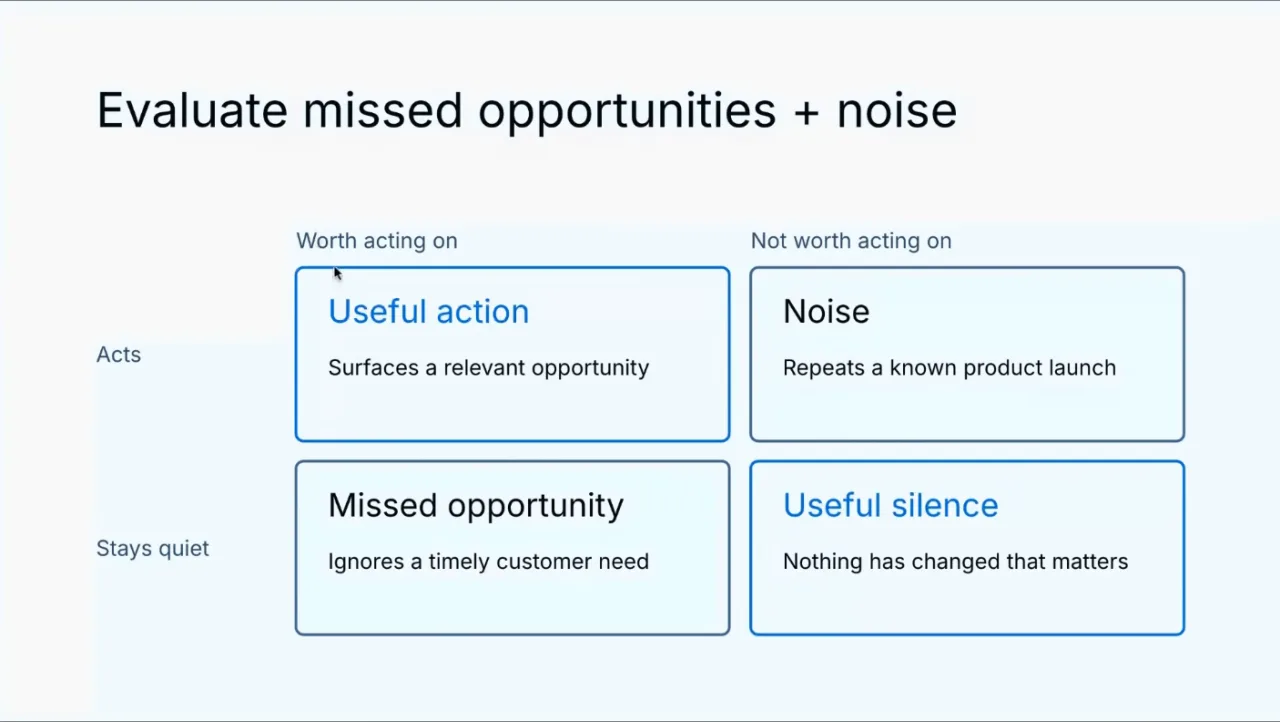 Evaluate missed opportunities + noise
Worth acting on
Not worth acting on
Acts
Useful action
Surfaces a relevant opportunity
Noise
Repeats a known product launch
Stays quiet
Missed opportunity
Ignores a timely customer need
Useful silence
Nothing has changed that matters